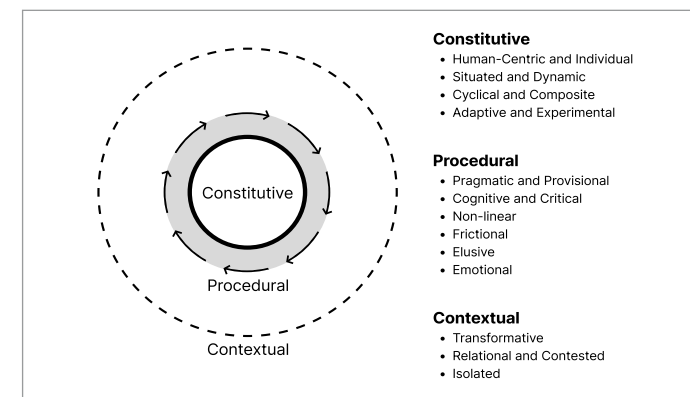 Constitutive
Procedural
Contextual
Constitutive
• Human-Centric and Individual
• Situated and Dynamic
• Cyclical and Composite
• Adaptive and Experimental
Procedural
• Pragmatic and Provisional
• Cognitive and Critical
• Non-linear
• Frictional
• Elusive
• Emotional
Contextual
• Transformative
• Relational and Contested
• Isolated